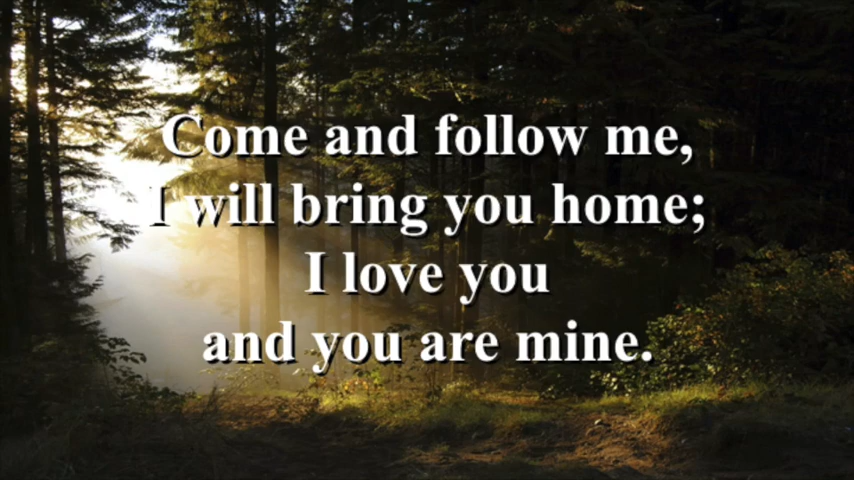 Come and follow me,
I will bring you home;
I love you
and you are mine.